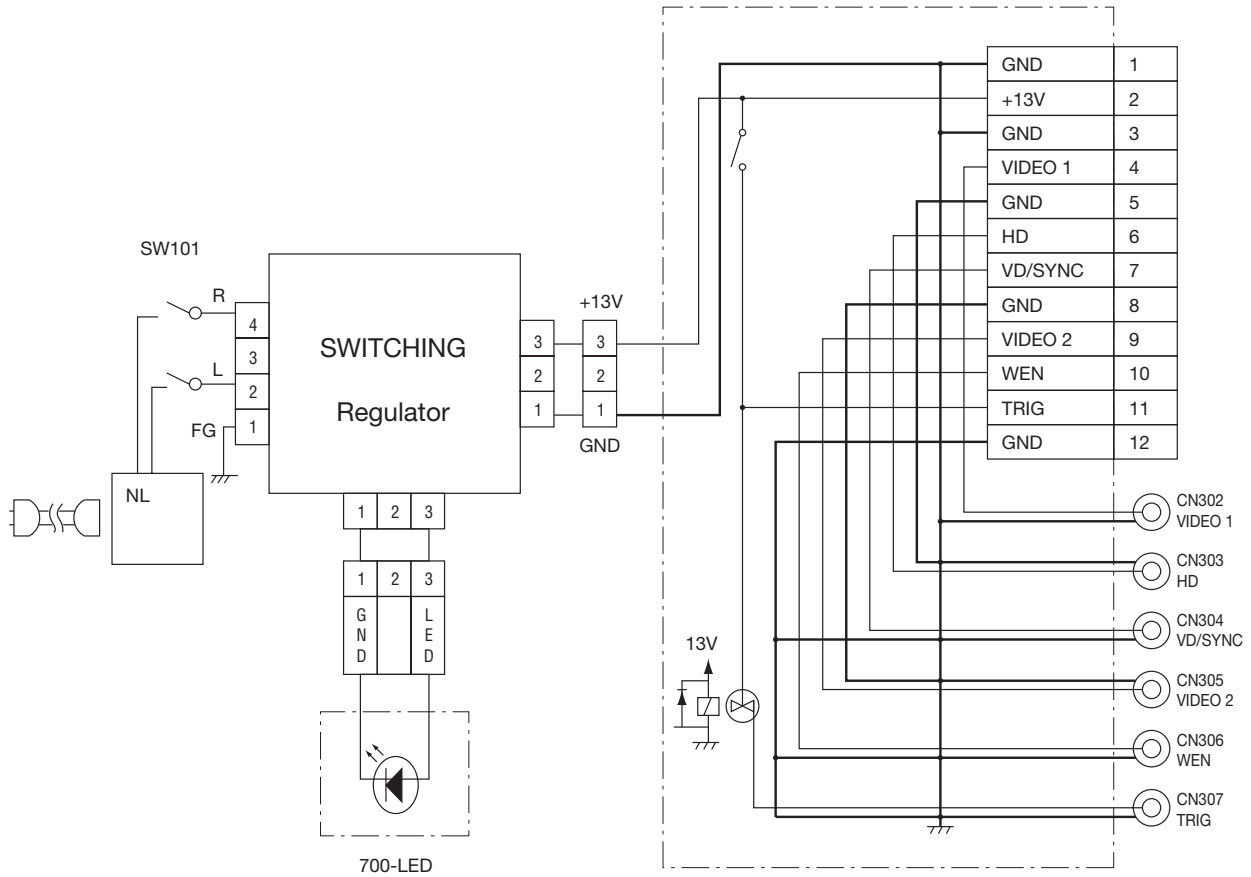 GND 1
+13V 2
GND 3
VIDEO 1 4
GND 5
HD 6
VD/SYNC 7
GND 8
VIDEO 2 9
WEN 10
TRIG 11
GND 12
SW101
R
4
3
L
2
FG
1
NL
SWITCHING
Regulator
3
2
1
+13V
3
2
1
GND
1 2 3
1 2 3
GND
LED
700-LED
13V
CN302
VIDEO 1
CN303
HD
CN304
VD/SYNC
CN305
VIDEO 2
CN306
WEN
CN307
TRIG